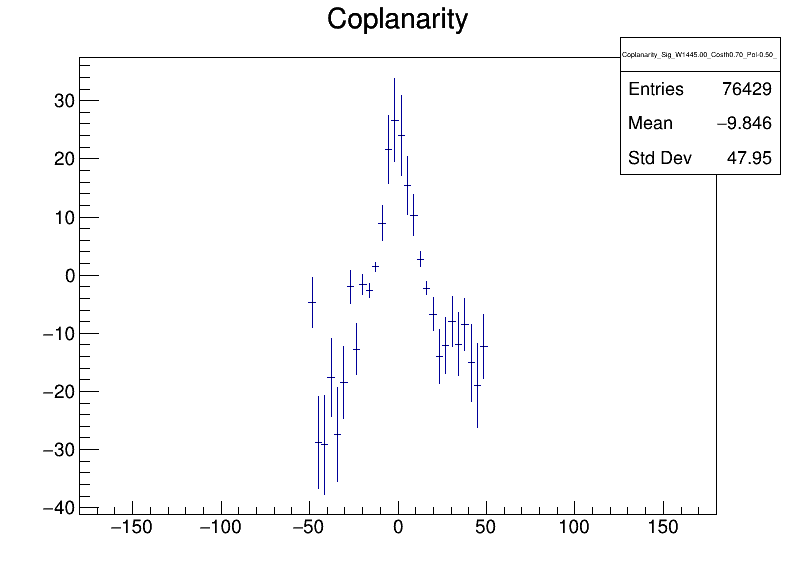 Coplanarity
Coplanarity_Sig_W1445.00_Costh0.70_Pol-0.50_
Entries 76429
Mean −9.846
Std Dev 47.95
30
20
10
0
−10
−20
−30
−40
−150 −100 −50 0 50 100 150